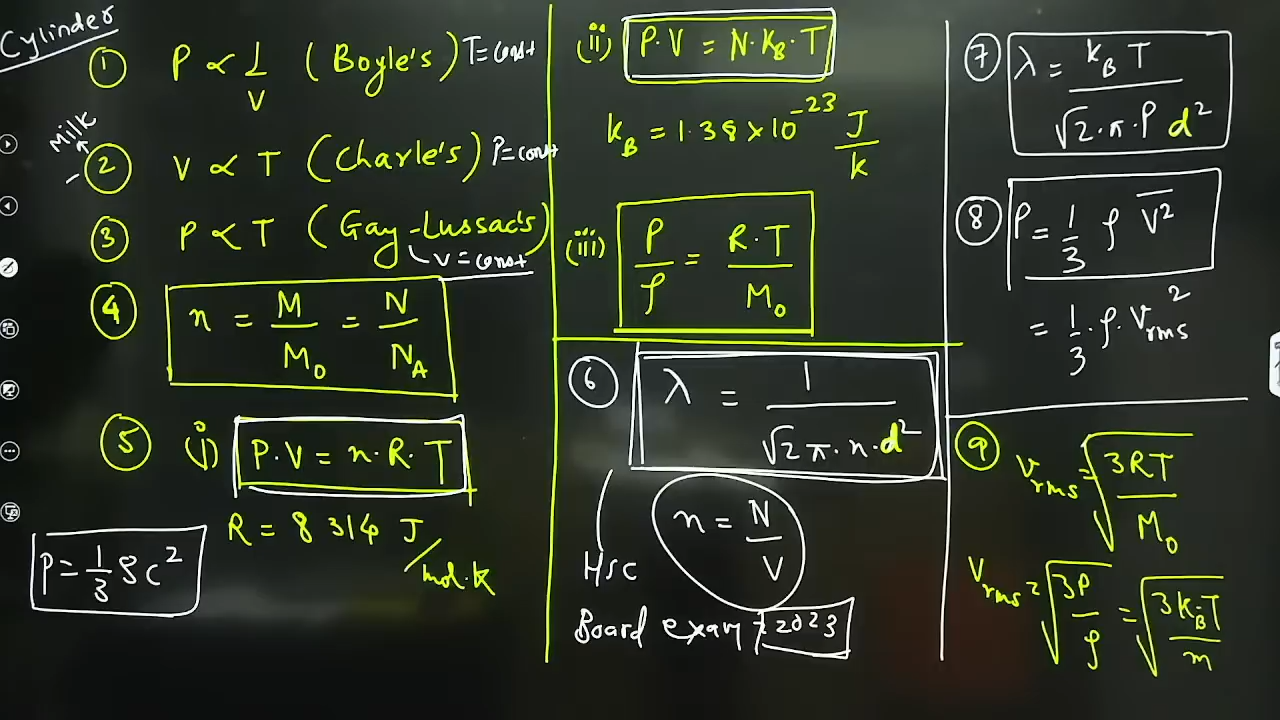 Cylinder
① P ∝ 1/V (Boyle's) T = const
Milk
② V ∝ T (Charle's) P = const
③ P ∝ T (Gay-Lussac's)
V = const
④ n = M/M₀ = N/N_A
⑤ (i) P·V = n·R·T
R = 8 314 J/mol·k
P = 1/3 ρc²
(ii) P·V = N·K_B·T
k_B = 1.38 × 10⁻²³ J/k
(iii) P/ρ = R·T/M₀
⑥ λ = 1/√2 π·n·d²
n = N/V
HSC
Board exam 2023
⑦ λ = k_B T/√2·π·P d²
⑧ P = 1/3 ρ V̅²
= 1/3·ρ·V_rms²
⑨ V_rms = √3RT/M₀
V_rms = √3P/ρ = √3k_BT/m